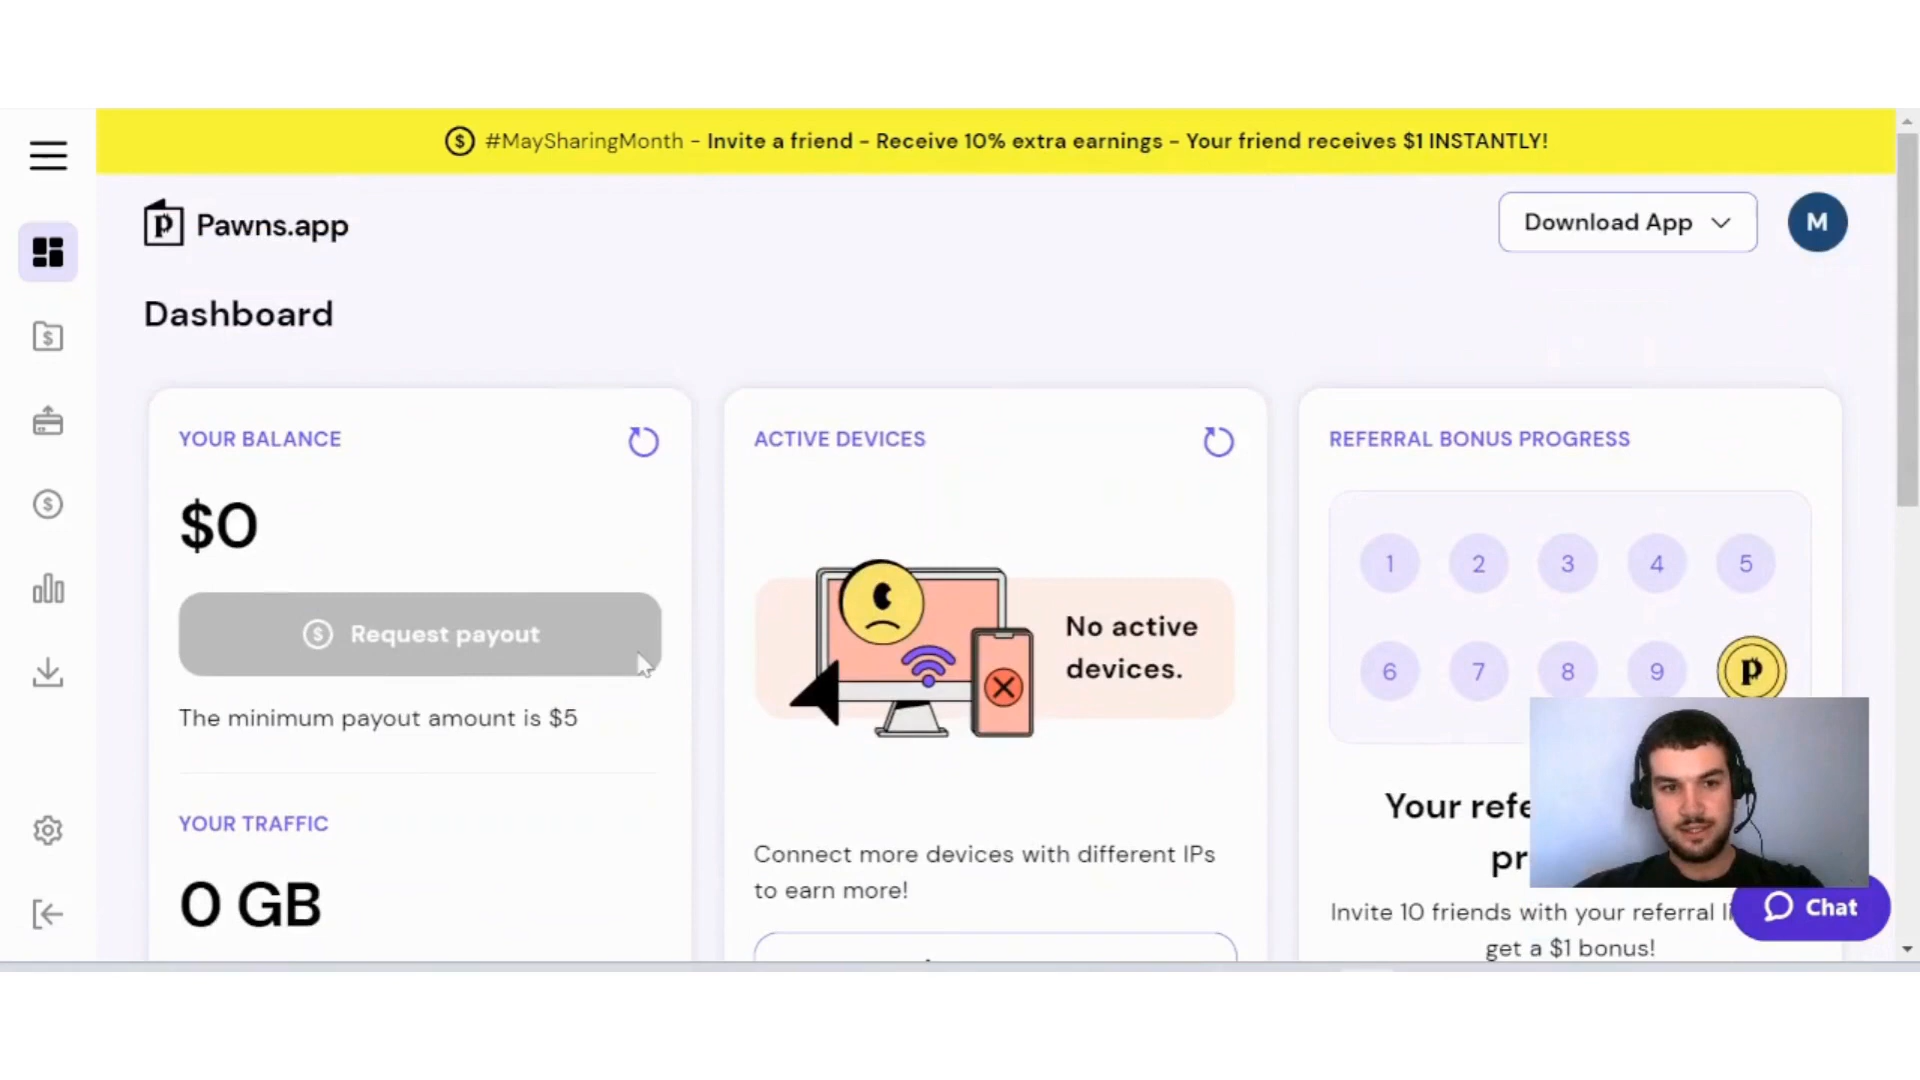 #MaySharingMonth - Invite a friend - Receive 10% extra earnings - Your friend receives $1 INSTANTLY!
Pawns.app
Download App
M
Dashboard
YOUR BALANCE
$0
Request payout
The minimum payout amount is $5
YOUR TRAFFIC
0 GB
ACTIVE DEVICES
No active
devices.
Connect more devices with different IPs
to earn more!
REFERRAL BONUS PROGRESS
1 2 3 4 5
6 7 8 9
Your
Invite 10 friends with your referral
get a $1 bonus!
Chat